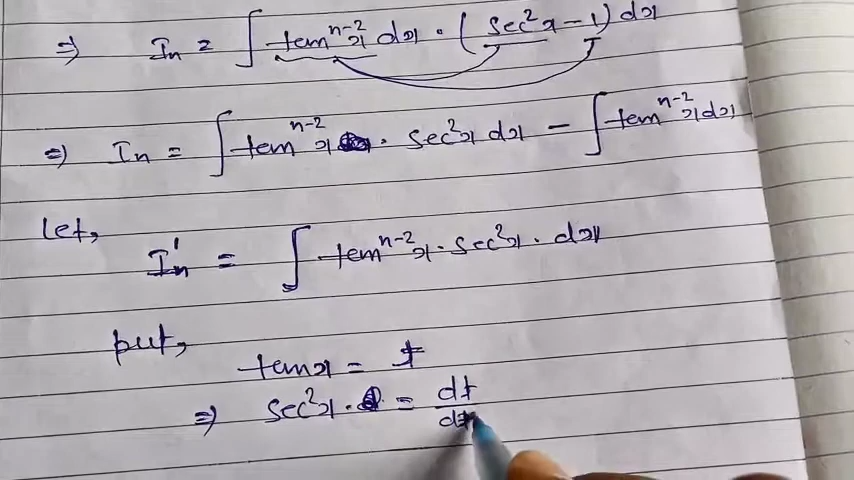 ⇒ Iₙ = ∫ tanⁿ⁻²x dx · (sec²x − 1) dx
⇒ Iₙ = ∫ tanⁿ⁻²x · sec²x dx − ∫ tanⁿ⁻²x dx
Let,
Iₙ' = ∫ tanⁿ⁻²x · sec²x · dx
put,
tanx = t
⇒ sec²x · = dt/dx